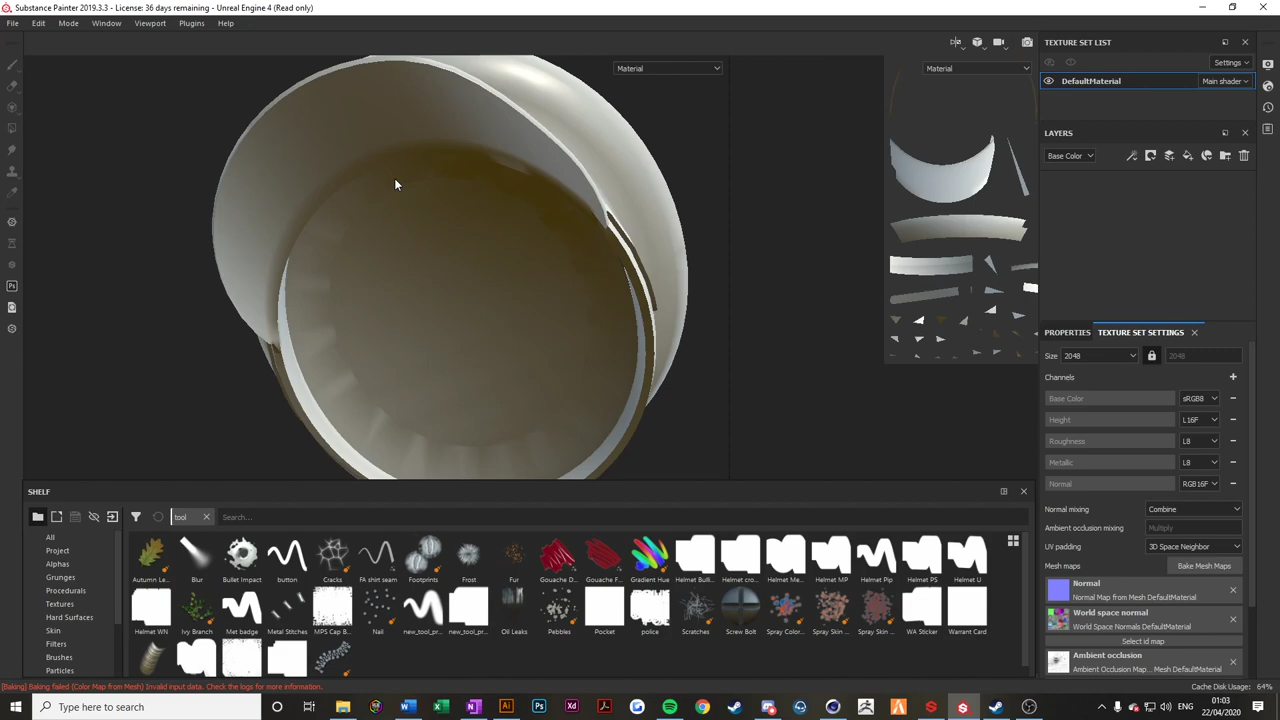 Substance Painter 2019.3.3 - License: 36 days remaining - Unreal Engine 4 (Read only)
File Edit Mode Window Viewport Plugins Help
Material
Material
TEXTURE SET LIST
Settings
DefaultMaterial Main shader
LAYERS
Base Color
PROPERTIES TEXTURE SET SETTINGS
Size 2048 2048
Channels
Base Color sRGB8
Height L16F
Roughness L8
Metallic L8
Normal RGB16F
Normal mixing Combine
Ambient occlusion mixing Multiply
UV padding 3D Space Neighbor
Mesh maps Bake Mesh Maps
Normal
Normal Map from Mesh DefaultMaterial
World space normal
World Space Normals DefaultMaterial
Select id map
Ambient occlusion
Ambient Occlusion Map... Mesh DefaultMaterial
SHELF
tool Search...
All
Project
Alphas
Grunges
Procedurals
Textures
Hard Surfaces
Skin
Filters
Brushes
Particles
Autumn Le... Blur Bullet Impact button Cracks FA shirt seam Footprints Frost Fur Gouache D... Gouache F... Gradient Hue Helmet Bulli... Helmet cro... Helmet Me... Helmet MP Helmet Pip Helmet PS Helmet U
Helmet WN Ivy Branch Met badge Metal Stitches MPS Cap B... Nail new_tool_pr... new_tool_pr... Oil Leaks Pebbles Pocket police Scratches Screw Bolt Spray Color... Spray Skin ... Spray Skin ... WA Sticker Warrant Card
[Baking] Baking failed (Color Map from Mesh) Invalid input data. Check the logs for more information.
Cache Disk Usage: 64%
Type here to search
ENG
01:03
22/04/2020